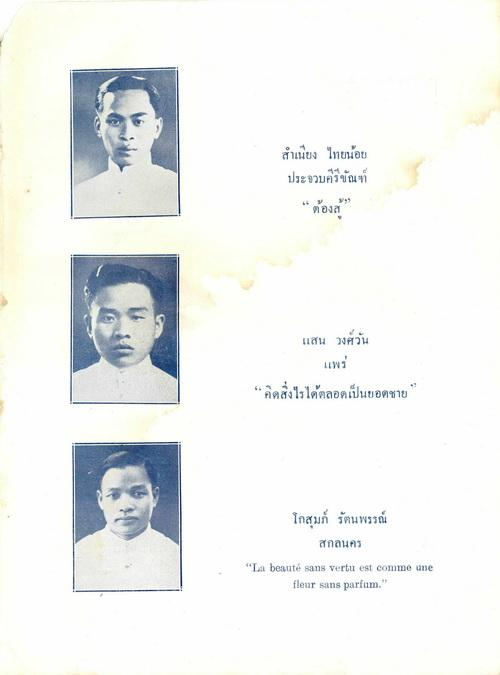 สำเนียง ไทยน้อย
ประจวบคีรีขัณฑ์
“ต้องสู้”
แสน วงศ์วัน
แพร่
“คิดสิ่งไรได้ตลอดเป็นยอดชาย”
โกสุมภ์ รัตนพรรณ์
สกลนคร
“La beauté sans vertu est comme une
fleur sans parfum.”